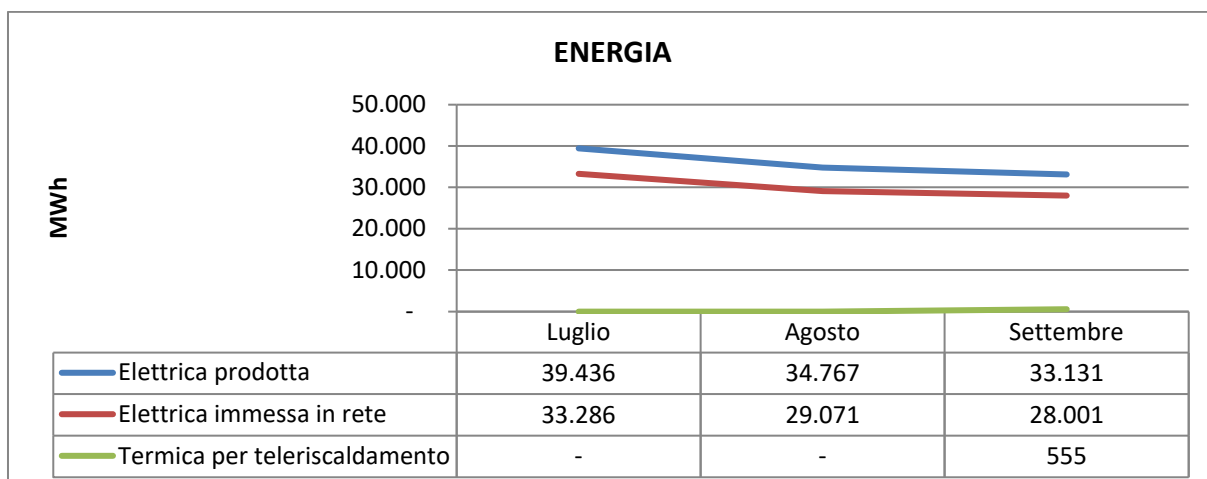 ENERGIA
MWh
50.000
40.000
30.000
20.000
10.000
-
Luglio Agosto Settembre
Elettrica prodotta 39.436 34.767 33.131
Elettrica immessa in rete 33.286 29.071 28.001
Termica per teleriscaldamento - - 555